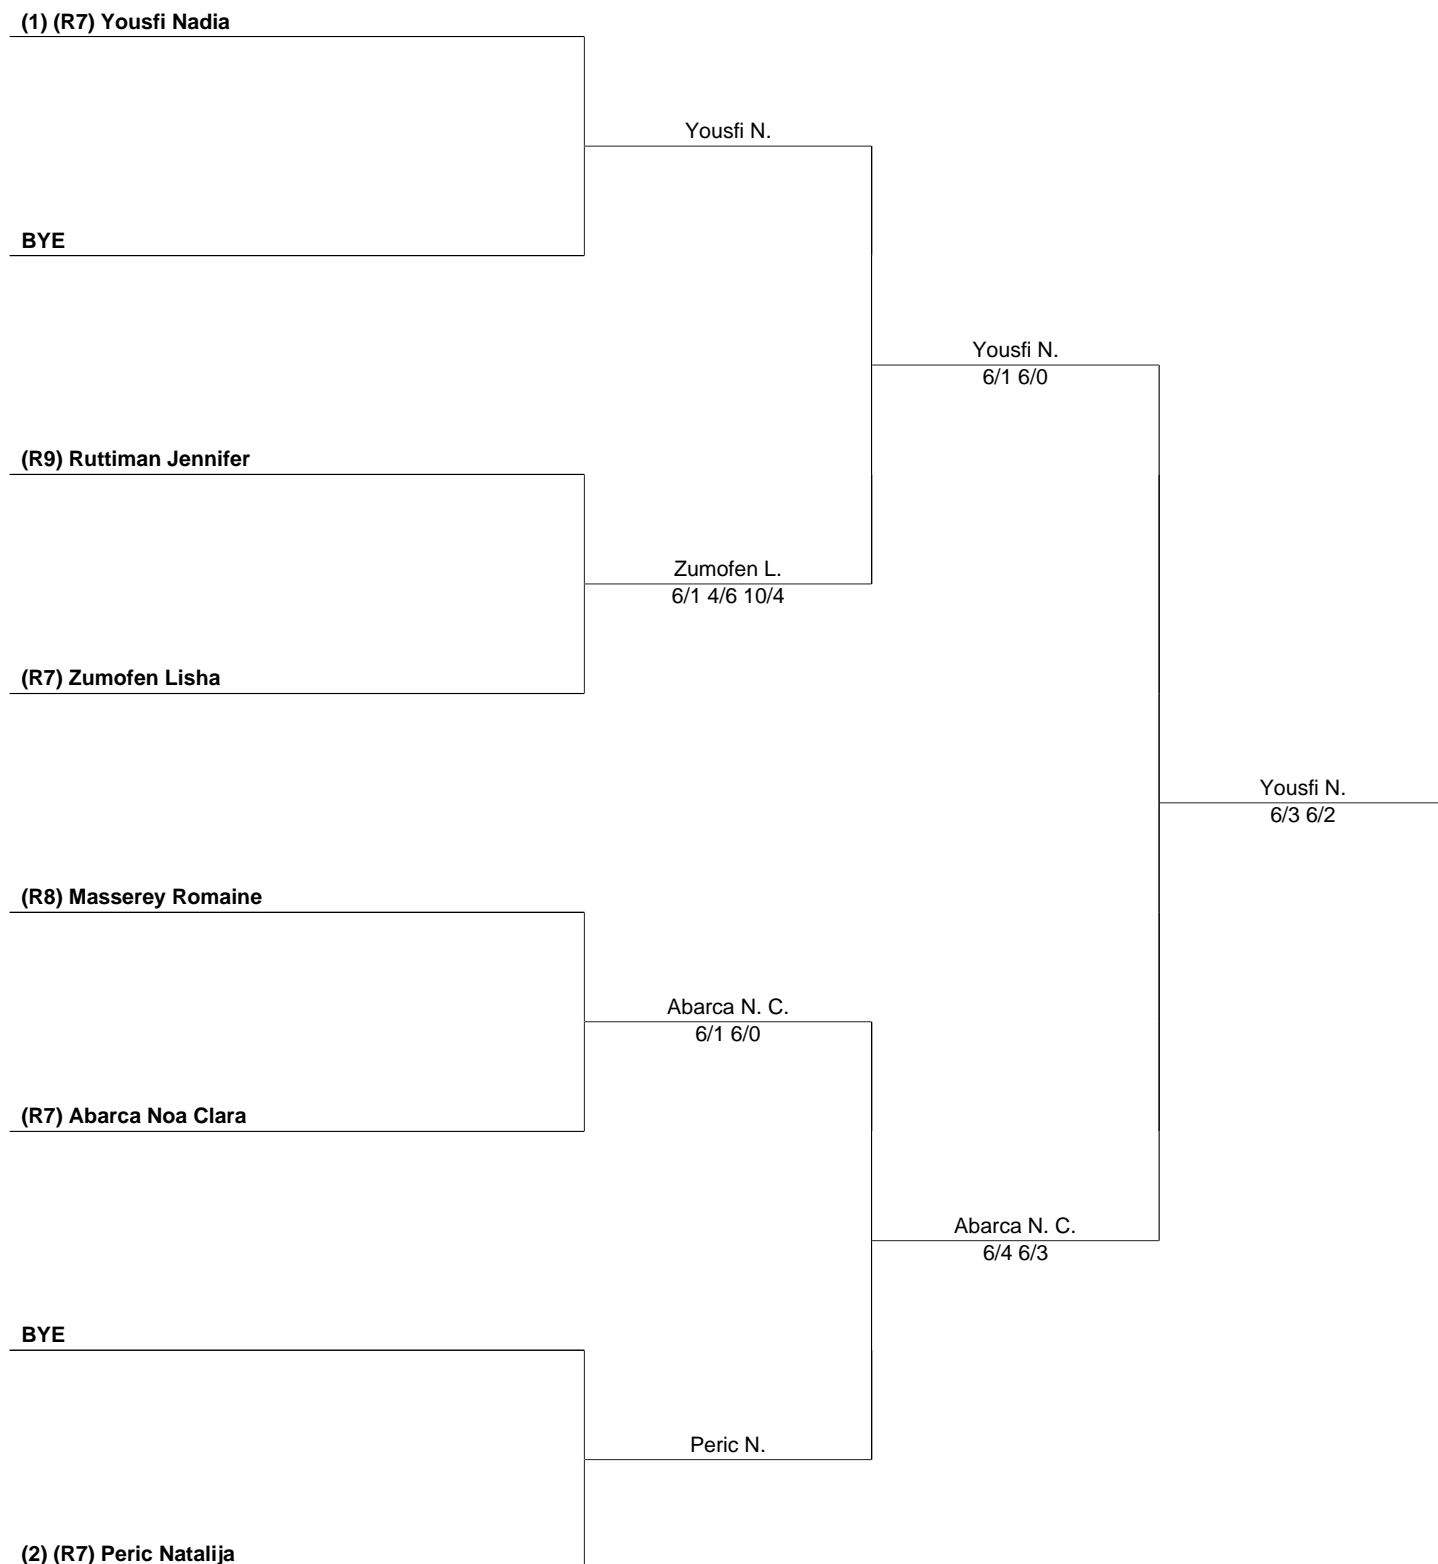 (1) (R7) Yousfi Nadia
Yousfi N.
BYE
Yousfi N.
6/1 6/0
(R9) Ruttiman Jennifer
Zumofen L.
6/1 4/6 10/4
(R7) Zumofen Lisha
Yousfi N.
6/3 6/2
(R8) Masserey Romaine
Abarca N. C.
6/1 6/0
(R7) Abarca Noa Clara
Abarca N. C.
6/4 6/3
BYE
Peric N.
(2) (R7) Peric Natalija